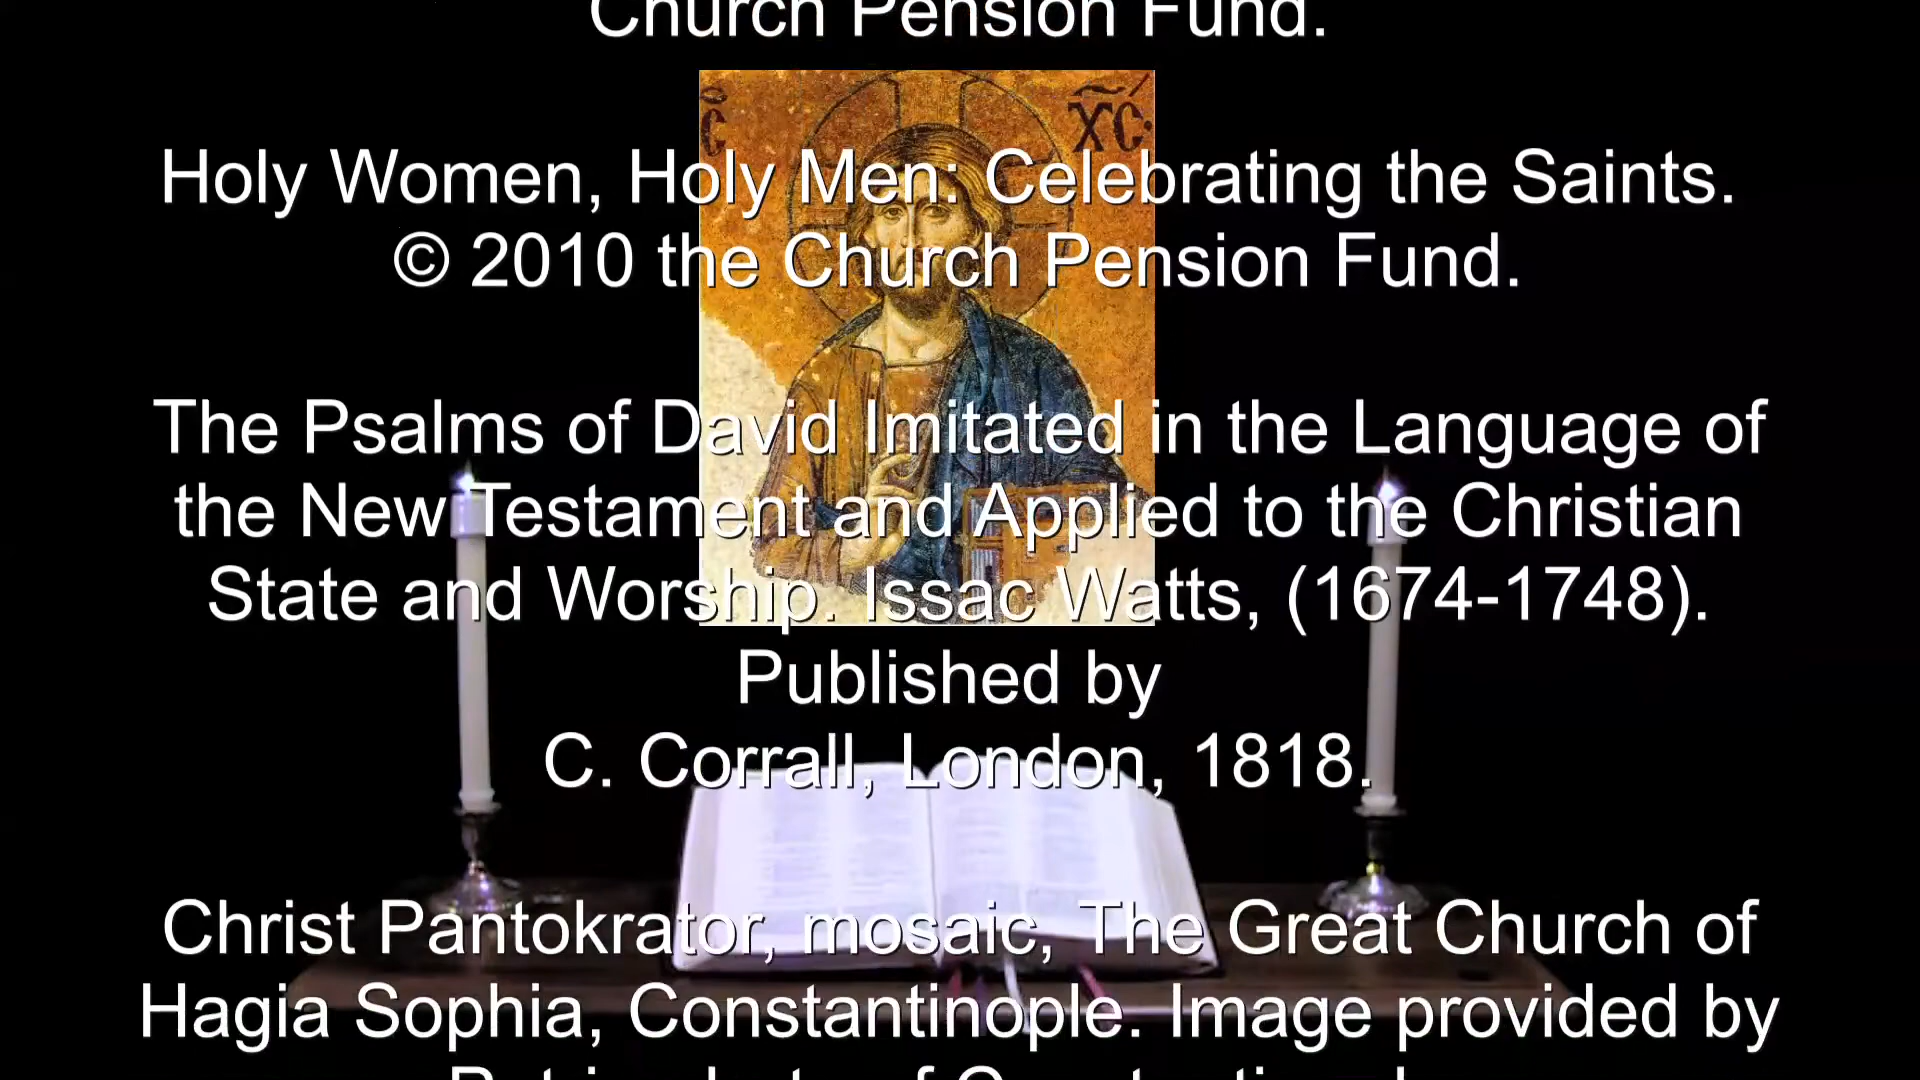 Church Pension Fund.
Holy Women, Holy Men: Celebrating the Saints.
© 2010 the Church Pension Fund.
The Psalms of David Imitated in the Language of
the New Testament and Applied to the Christian
State and Worship. Issac Watts, (1674-1748).
Published by
C. Corrall, London, 1818.
Christ Pantokrator, mosaic, The Great Church of
Hagia Sophia, Constantinople. Image provided by